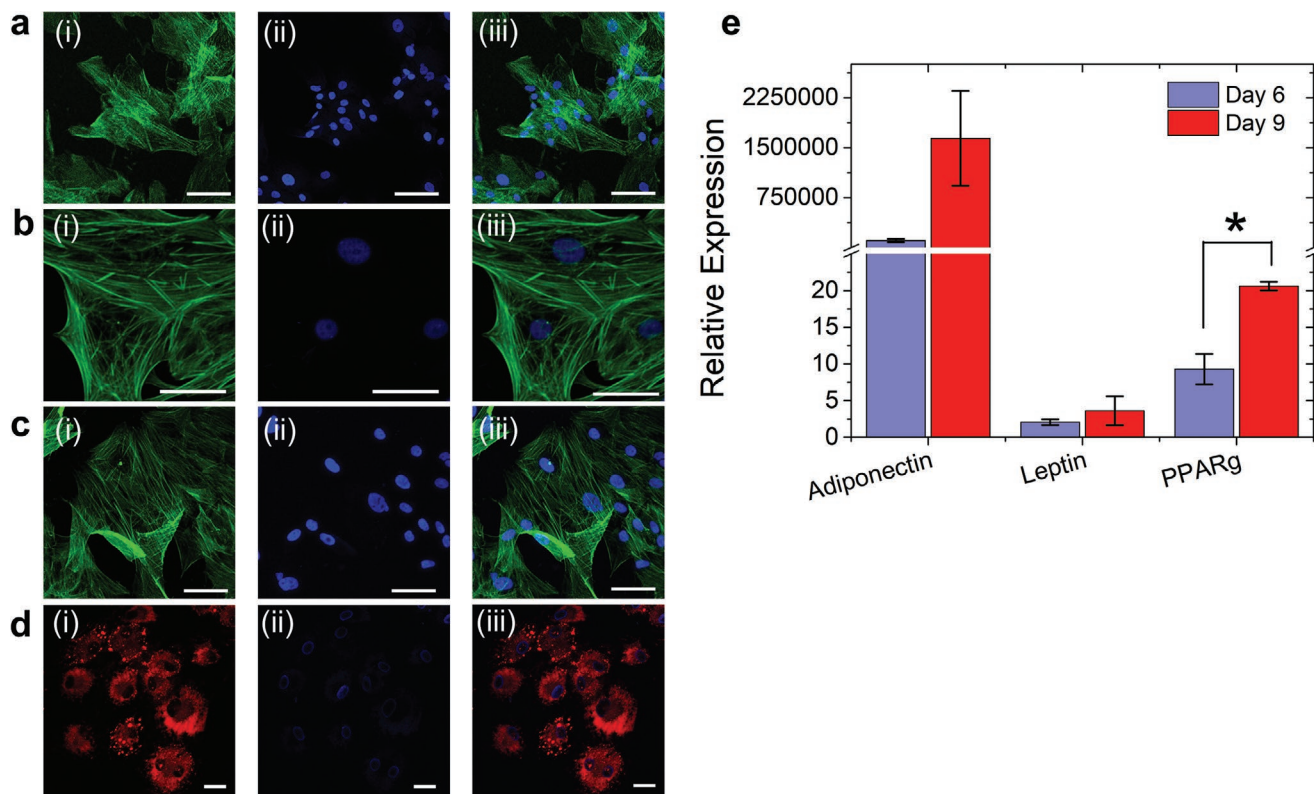 a (i) (ii) (iii)
b (i) (ii) (iii)
c (i) (ii) (iii)
d (i) (ii) (iii)
e
Relative Expression
2250000
1500000
750000
20
15
10
5
0
Day 6
Day 9
*
Adiponectin
Leptin
PPARg